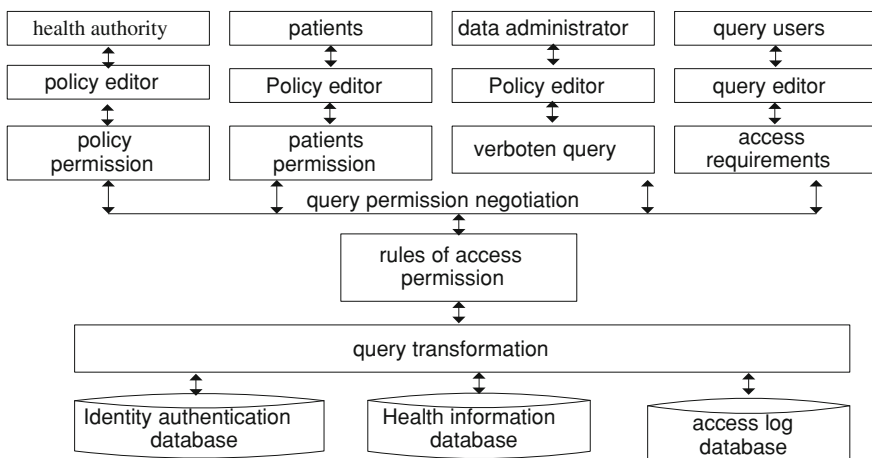 health authority
patients
data administrator
query users
policy editor
Policy editor
Policy editor
query editor
policy
permission
patients
permission
verboten query
access
requirements
query permission negotiation
rules of access
permission
query transformation
Identity authentication
database
Health information
database
access log
database